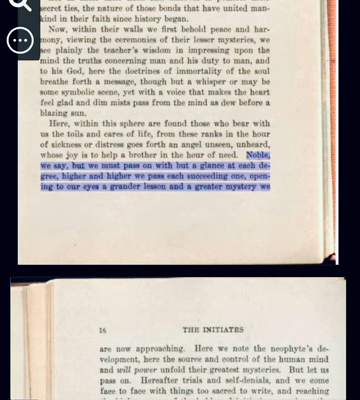 secret ties, the nature of those bonds that have united man-
kind in their faith since history began.
Now, within their walls we first behold peace and har-
mony, viewing the ceremonies of their lesser mysteries, we
see plainly the teacher's wisdom in impressing upon the
mind the truths concerning man and his duty to man, and
to his God, here the doctrines of immortality of the soul
breathe forth a message, though but a whisper or may be
some symbolic scene, yet with a voice that makes the heart
feel glad and dim mists pass from the mind as dew before a
blazing sun.
Here, within this sphere are found those who bear with
us the toils and cares of life, from these ranks in the hour
of sickness or distress goes forth an angel unseen, unheard,
whose joy is to help a brother in the hour of need. Noble,
we say, but we must pass on with but a glance at each de-
gree, higher and higher we pass each succeeding one, open-
ing to our eyes a grander lesson and a greater mystery we
16 THE INITIATES
are now approaching. Here we note the neophyte's de-
velopment, here the source and control of the human mind
and will power unfold their greatest mysteries. But let us
pass on. Hereafter trials and self-denials, and we come
face to face with things too sacred to write, and reaching